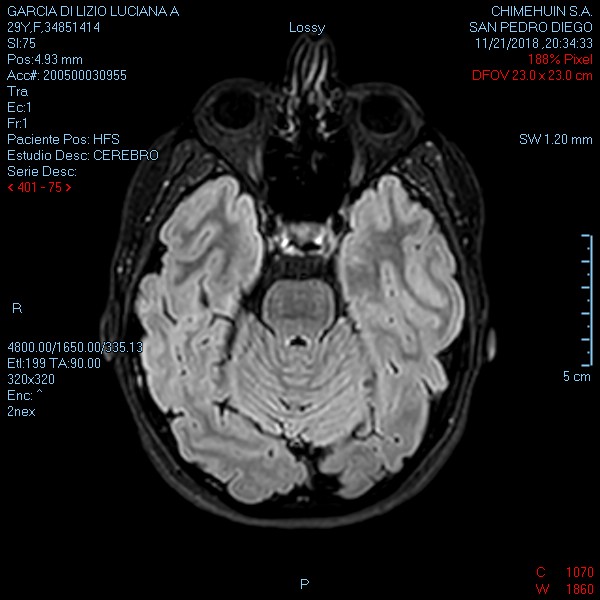 GARCIA DI LIZIO LUCIANA A
29Y,F,34851414
Sl:75
Pos:4.93 mm
Acc#: 200500030955
Tra
Ec:1
Fr:1
Paciente Pos: HFS
Estudio Desc: CEREBRO
Serie Desc:
< 401 - 75 >
Lossy
CHIMEHUIN S.A.
SAN PEDRO DIEGO
11/21/2018 ,20:34:33
188% Pixel
DFOV 23.0 x 23.0 cm
SW 1.20 mm
R
4800.00/1650.00/335.13
Etl:199 TA:90.00
320x320
Enc: ^
2nex
5 cm
P
C 1070
W 1860